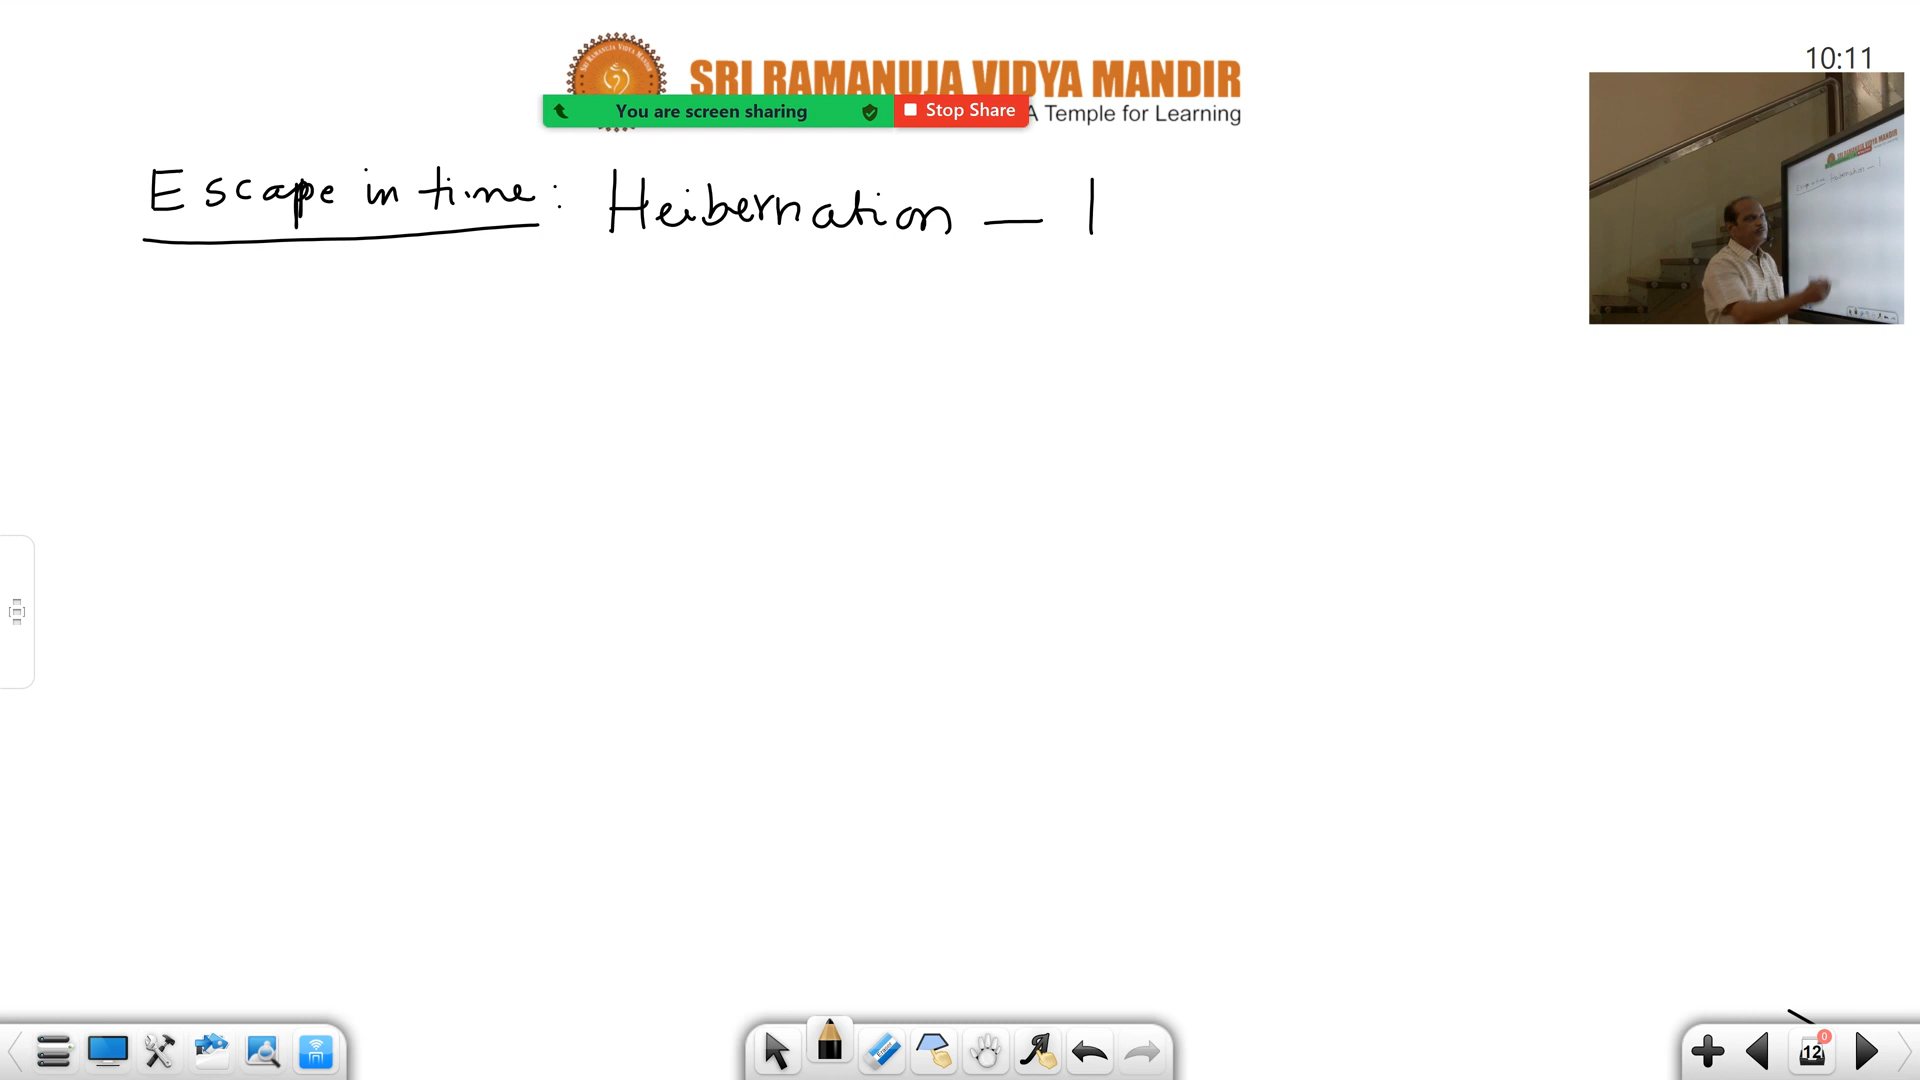 SRI RAMANUJA VIDYA MANDIR
10:11
You are screen sharing
Stop Share
A Temple for Learning
Escape in time : Heibernation — |
12
0